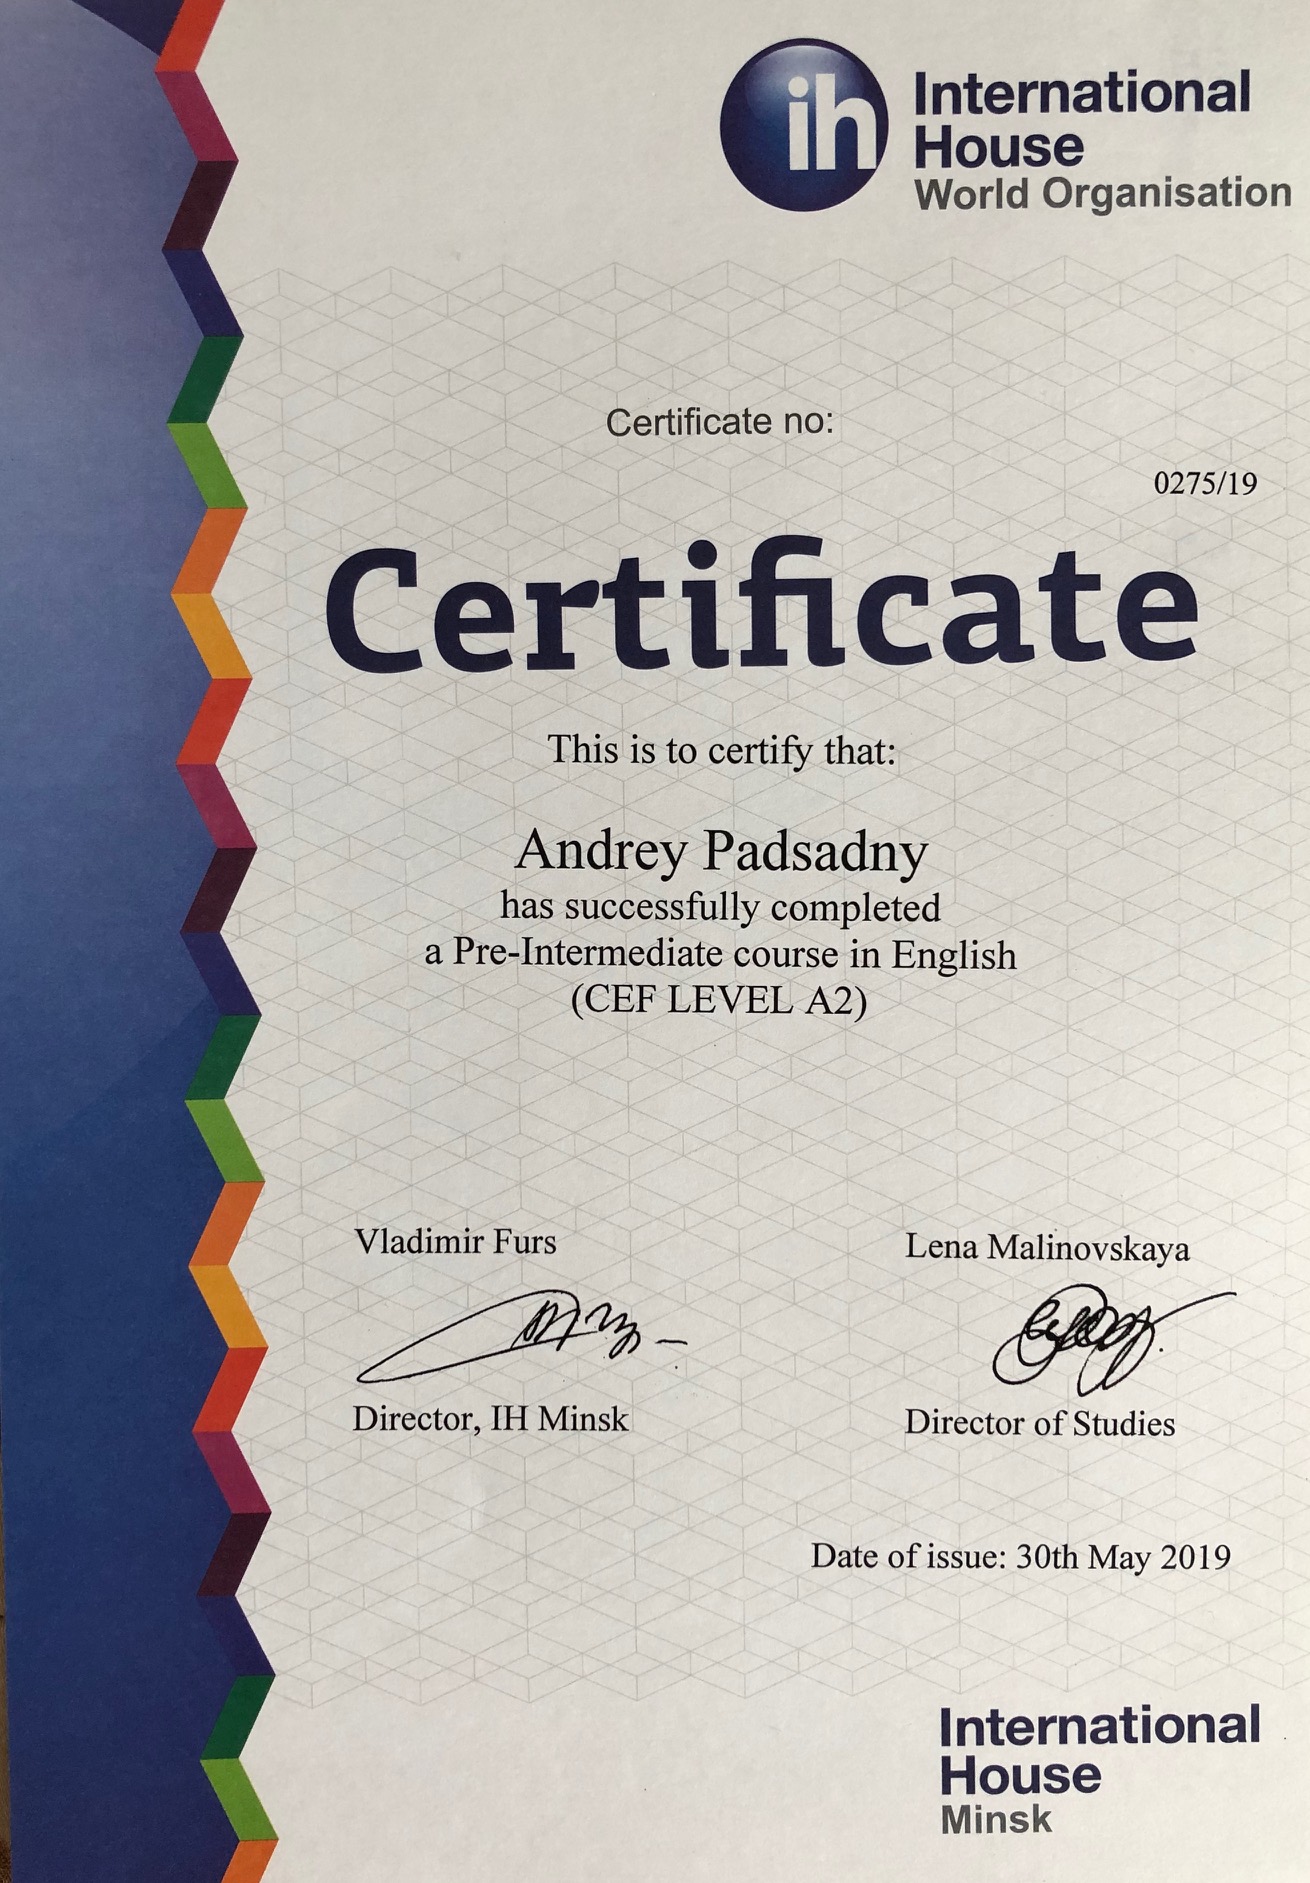 ih
International
House
World Organisation
Certificate no:
0275/19
Certificate
This is to certify that:
Andrey Padsadny
has successfully completed
a Pre-Intermediate course in English
(CEF LEVEL A2)
Vladimir Furs
Lena Malinovskaya
Director, IH Minsk
Director of Studies
Date of issue: 30th May 2019
International
House
Minsk